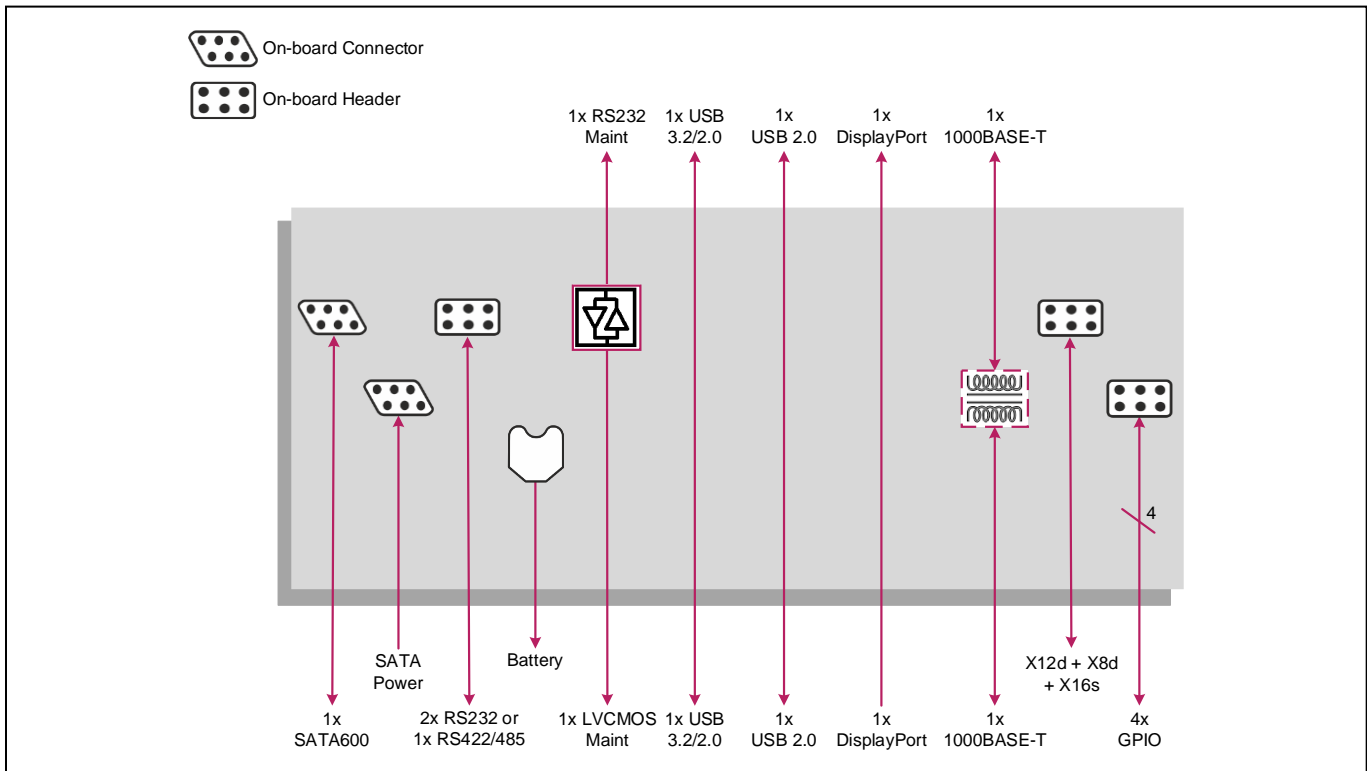 On-board Connector
On-board Header
1x RS232
Maint
1x USB
3.2/2.0
1x
USB 2.0
1x
DisplayPort
1x
1000BASE-T
4
SATA
Power
Battery
X12d + X8d
+ X16s
1x
SATA600
2x RS232 or
1x RS422/485
1x LVCMOS
Maint
1x USB
3.2/2.0
1x
USB 2.0
1x
DisplayPort
1x
1000BASE-T
4x
GPIO